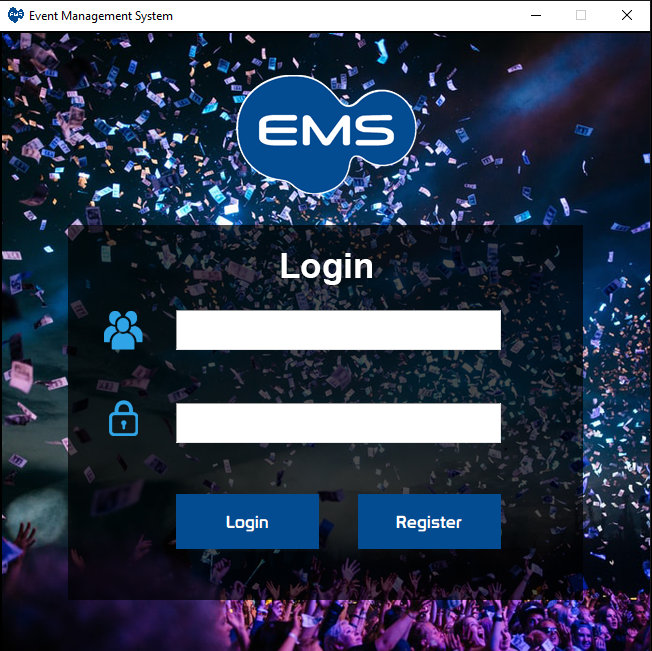 Event Management System
EMS
Login
Login
Register